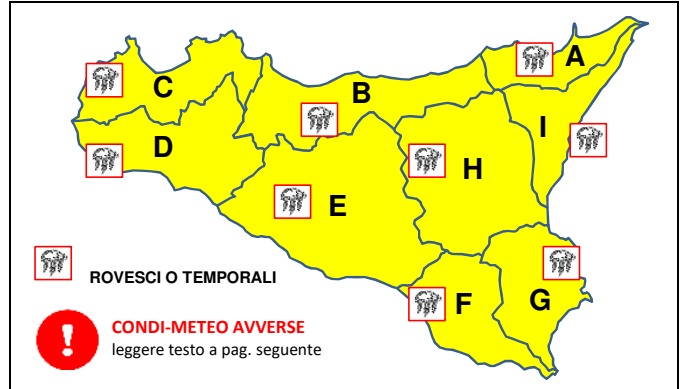 A
C
B
I
D
H
E
F
G
ROVESCI O TEMPORALI
CONDI-METEO AVVERSE
leggere testo a pag. seguente